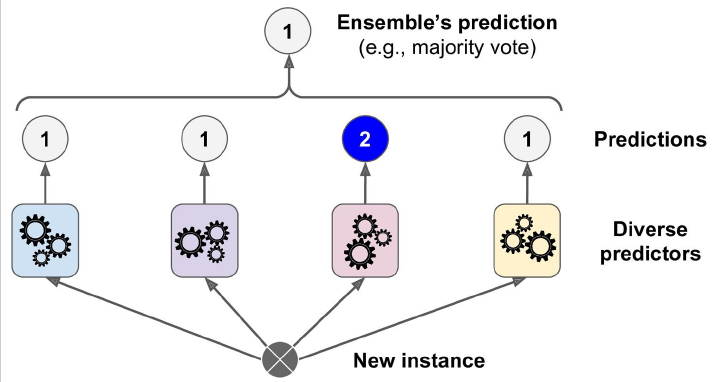 1
Ensemble's prediction
(e.g., majority vote)
1 1 2 1
Predictions
Diverse
predictors
New instance